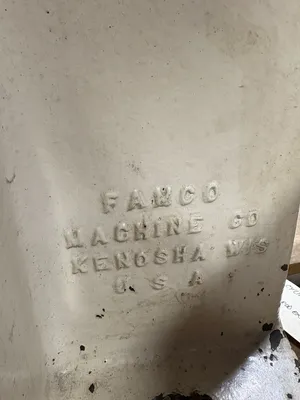 FAMCO
MACHINE CO
KENOSHA WIS
U S A